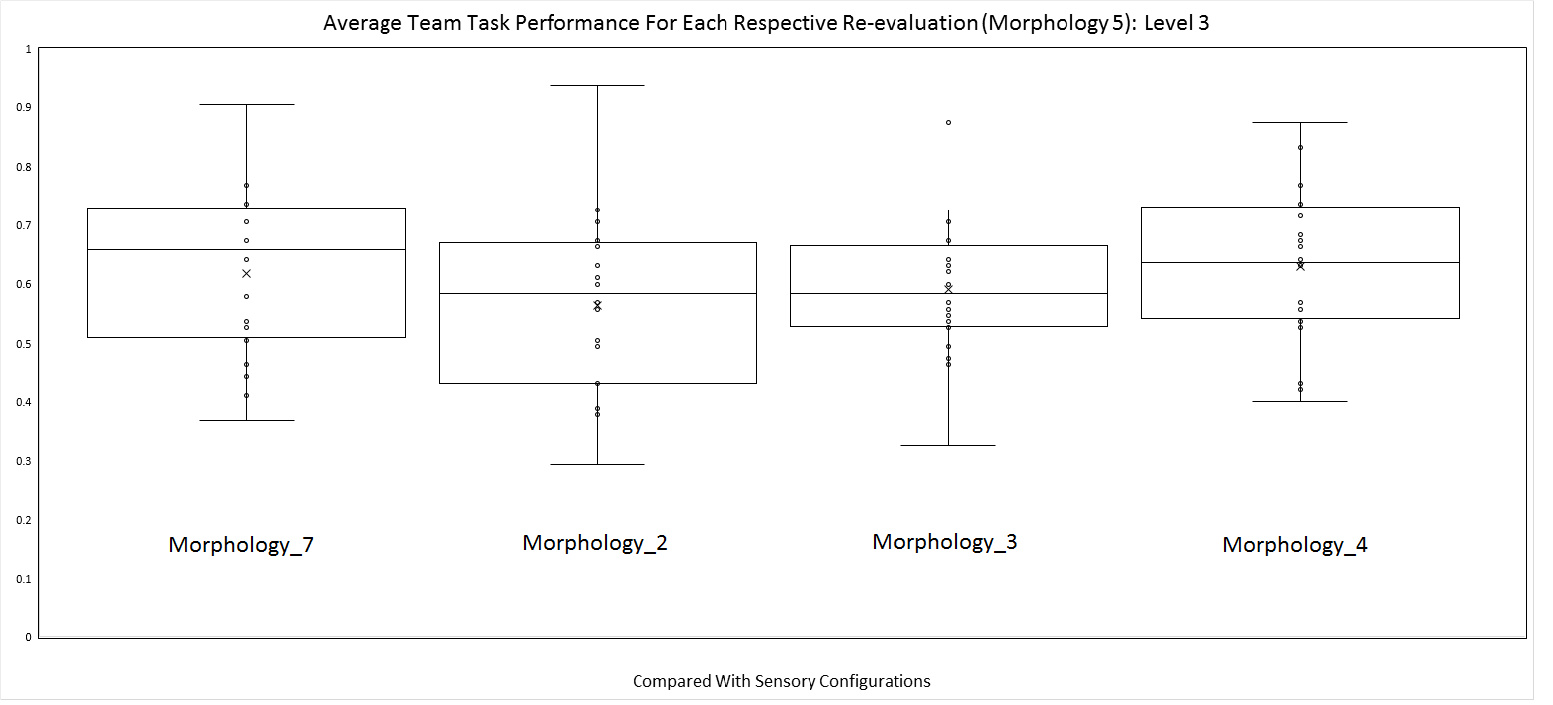 Average Team Task Performance For Each Respective Re-evaluation (Morphology 5): Level 3
1
0.9
0.8
0.7
0.6
0.5
0.4
0.3
0.2
0.1
0
Morphology_7
Morphology_2
Morphology_3
Morphology_4
Compared With Sensory Configurations